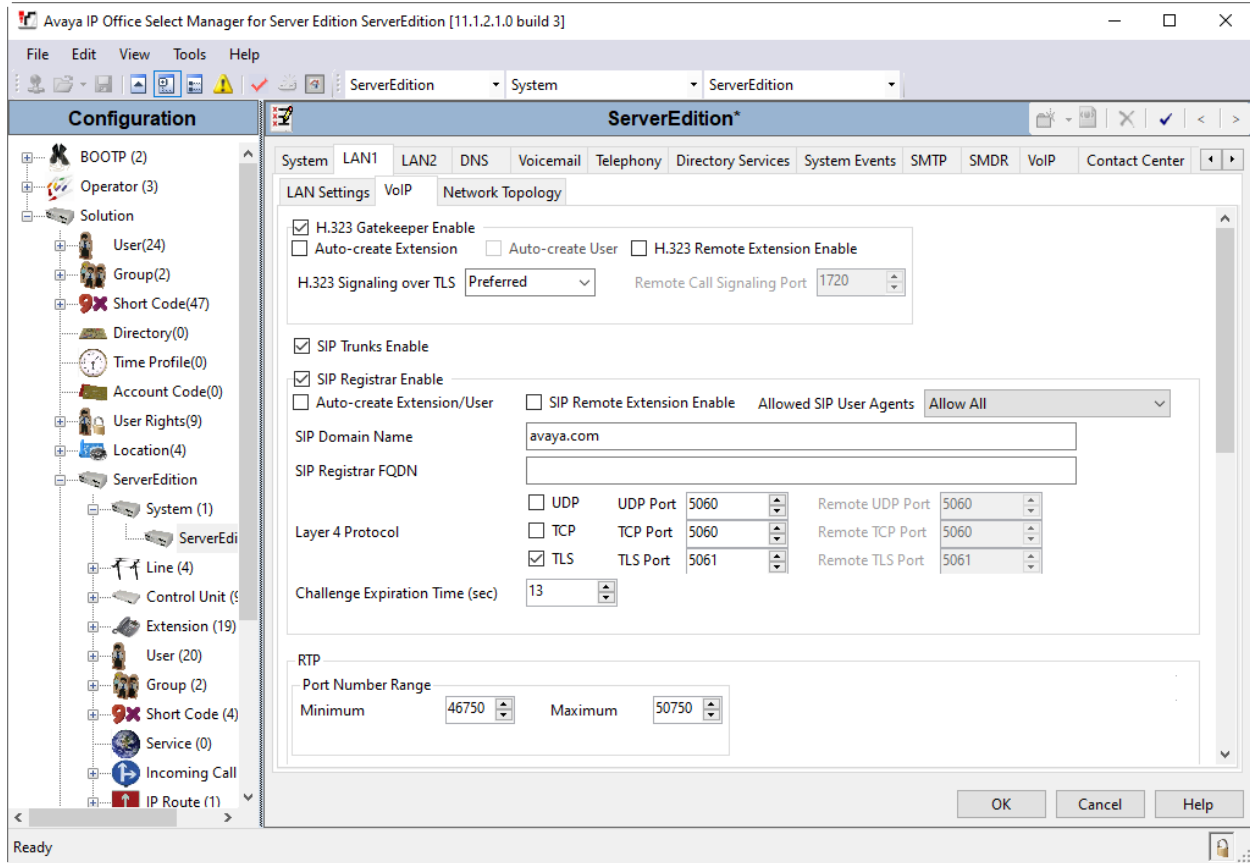 Avaya IP Office Select Manager for Server Edition ServerEdition [11.1.2.1.0 build 3]
File Edit View Tools Help
ServerEdition System ServerEdition
Configuration
BOOTP (2)
Operator (3)
Solution
User(24)
Group(2)
Short Code(47)
Directory(0)
Time Profile(0)
Account Code(0)
User Rights(9)
Location(4)
ServerEdition
System (1)
ServerEdi
Line (4)
Control Unit (9
Extension (19)
User (20)
Group (2)
Short Code (4)
Service (0)
Incoming Call
IP Route (1)
ServerEdition*
System LAN1 LAN2 DNS Voicemail Telephony Directory Services System Events SMTP SMDR VoIP Contact Center
LAN Settings VoIP Network Topology
H.323 Gatekeeper Enable
Auto-create Extension Auto-create User H.323 Remote Extension Enable
H.323 Signaling over TLS Preferred Remote Call Signaling Port 1720
SIP Trunks Enable
SIP Registrar Enable
Auto-create Extension/User SIP Remote Extension Enable Allowed SIP User Agents Allow All
SIP Domain Name avaya.com
SIP Registrar FQDN
UDP UDP Port 5060 Remote UDP Port 5060
Layer 4 Protocol TCP TCP Port 5060 Remote TCP Port 5060
TLS TLS Port 5061 Remote TLS Port 5061
Challenge Expiration Time (sec) 13
RTP
Port Number Range
Minimum 46750 Maximum 50750
OK Cancel Help
Ready